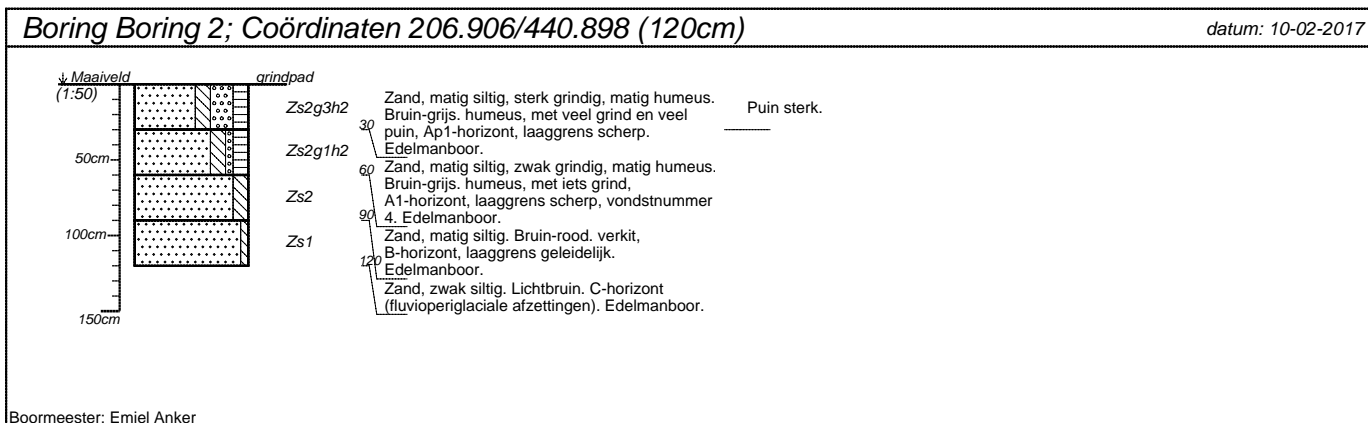 Boring Boring 2; Coördinaten 206.906/440.898 (120cm)
datum: 10-02-2017
Maaiveld
grindpad
(1:50)
50cm
100cm
150cm
Zs2g3h2
30
Zand, matig siltig, sterk grindig, matig humeus.
Bruin-grijs. humeus, met veel grind en veel
puin, Ap1-horizont, laaggrens scherp.
Edelmanboor.
Puin sterk.
Zs2g1h2
60
Zand, matig siltig, zwak grindig, matig humeus.
Bruin-grijs. humeus, met iets grind,
A1-horizont, laaggrens scherp, vondstnummer
4. Edelmanboor.
Zs2
90
Zand, matig siltig. Bruin-rood. verkit,
B-horizont, laaggrens geleidelijk.
Edelmanboor.
Zs1
120
Zand, zwak siltig. Lichtbruin. C-horizont
(fluvioperiglaciale afzettingen). Edelmanboor.
Boormeester: Emiel Anker